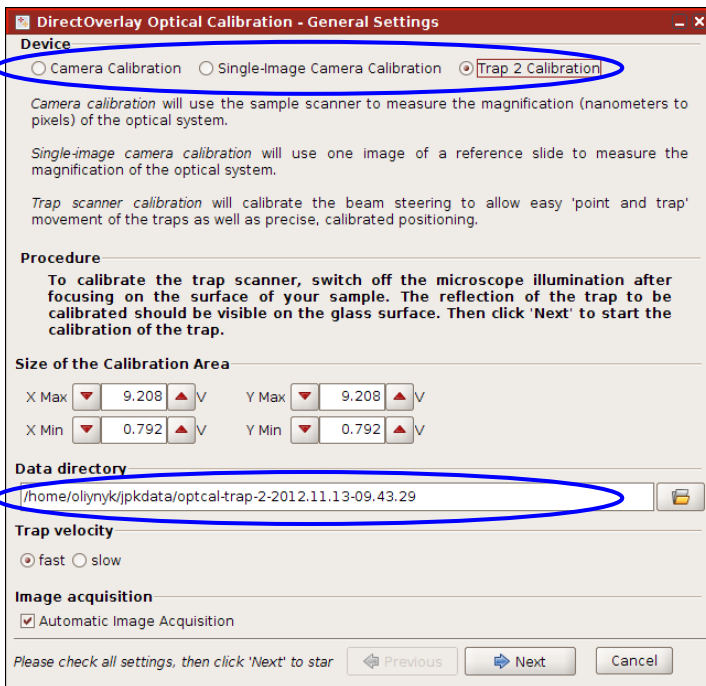 DirectOverlay Optical Calibration - General Settings
Device
Camera Calibration Single-Image Camera Calibration Trap 2 Calibration
Camera calibration will use the sample scanner to measure the magnification (nanometers to
pixels) of the optical system.
Single-image camera calibration will use one image of a reference slide to measure the
magnification of the optical system.
Trap scanner calibration will calibrate the beam steering to allow easy 'point and trap'
movement of the traps as well as precise, calibrated positioning.
Procedure
To calibrate the trap scanner, switch off the microscope illumination after
focusing on the surface of your sample. The reflection of the trap to be
calibrated should be visible on the glass surface. Then click 'Next' to start the
calibration of the trap.
Size of the Calibration Area
X Max 9.208 V Y Max 9.208 V
X Min 0.792 V Y Min 0.792 V
Data directory
/home/oliynyk/jpkdata/optcal-trap-2-2012.11.13-09.43.29
Trap velocity
fast slow
Image acquisition
Automatic Image Acquisition
Please check all settings, then click 'Next' to star Previous Next Cancel